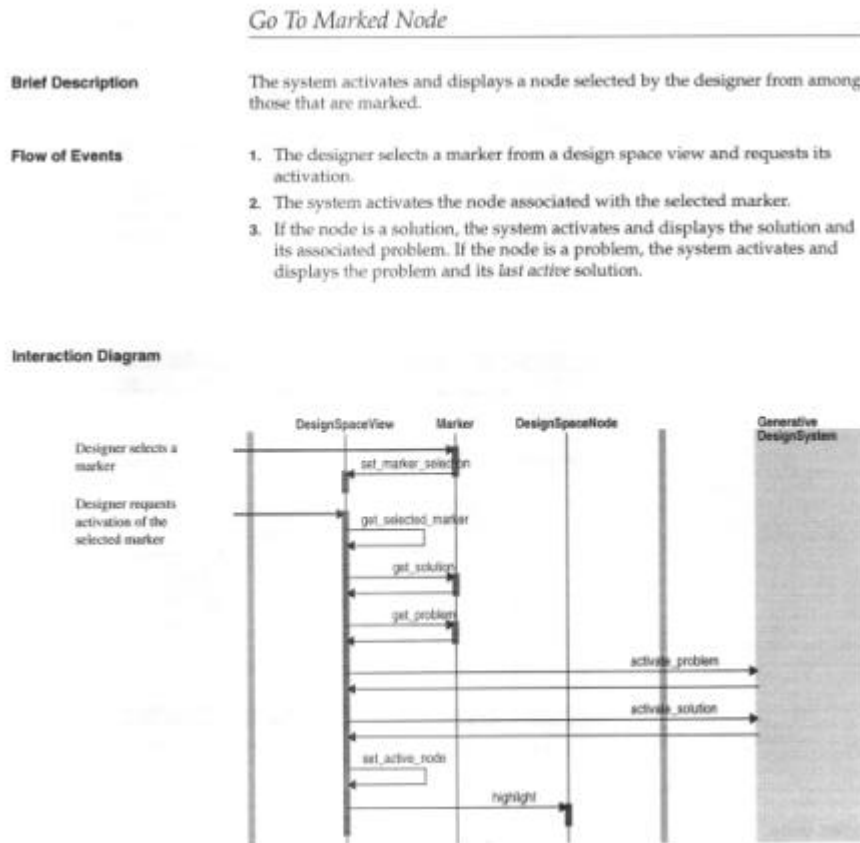 Go To Marked Node
Brief Description
The system activates and displays a node selected by the designer from among
those that are marked.
Flow of Events
1. The designer selects a marker from a design space view and requests its
activation.
2. The system activates the node associated with the selected marker.
3. If the node is a solution, the system activates and displays the solution and
its associated problem. If the node is a problem, the system activates and
displays the problem and its last active solution.
Interaction Diagram
DesignSpaceView Marker DesignSpaceNode Generative
DesignSystem
Designer selects a
marker
set_marker_selection
Designer requests
activation of the
selected marker
get_selected_marker
get_solution
get_problem
activate_problem
activate_solution
set_active_node
highlight